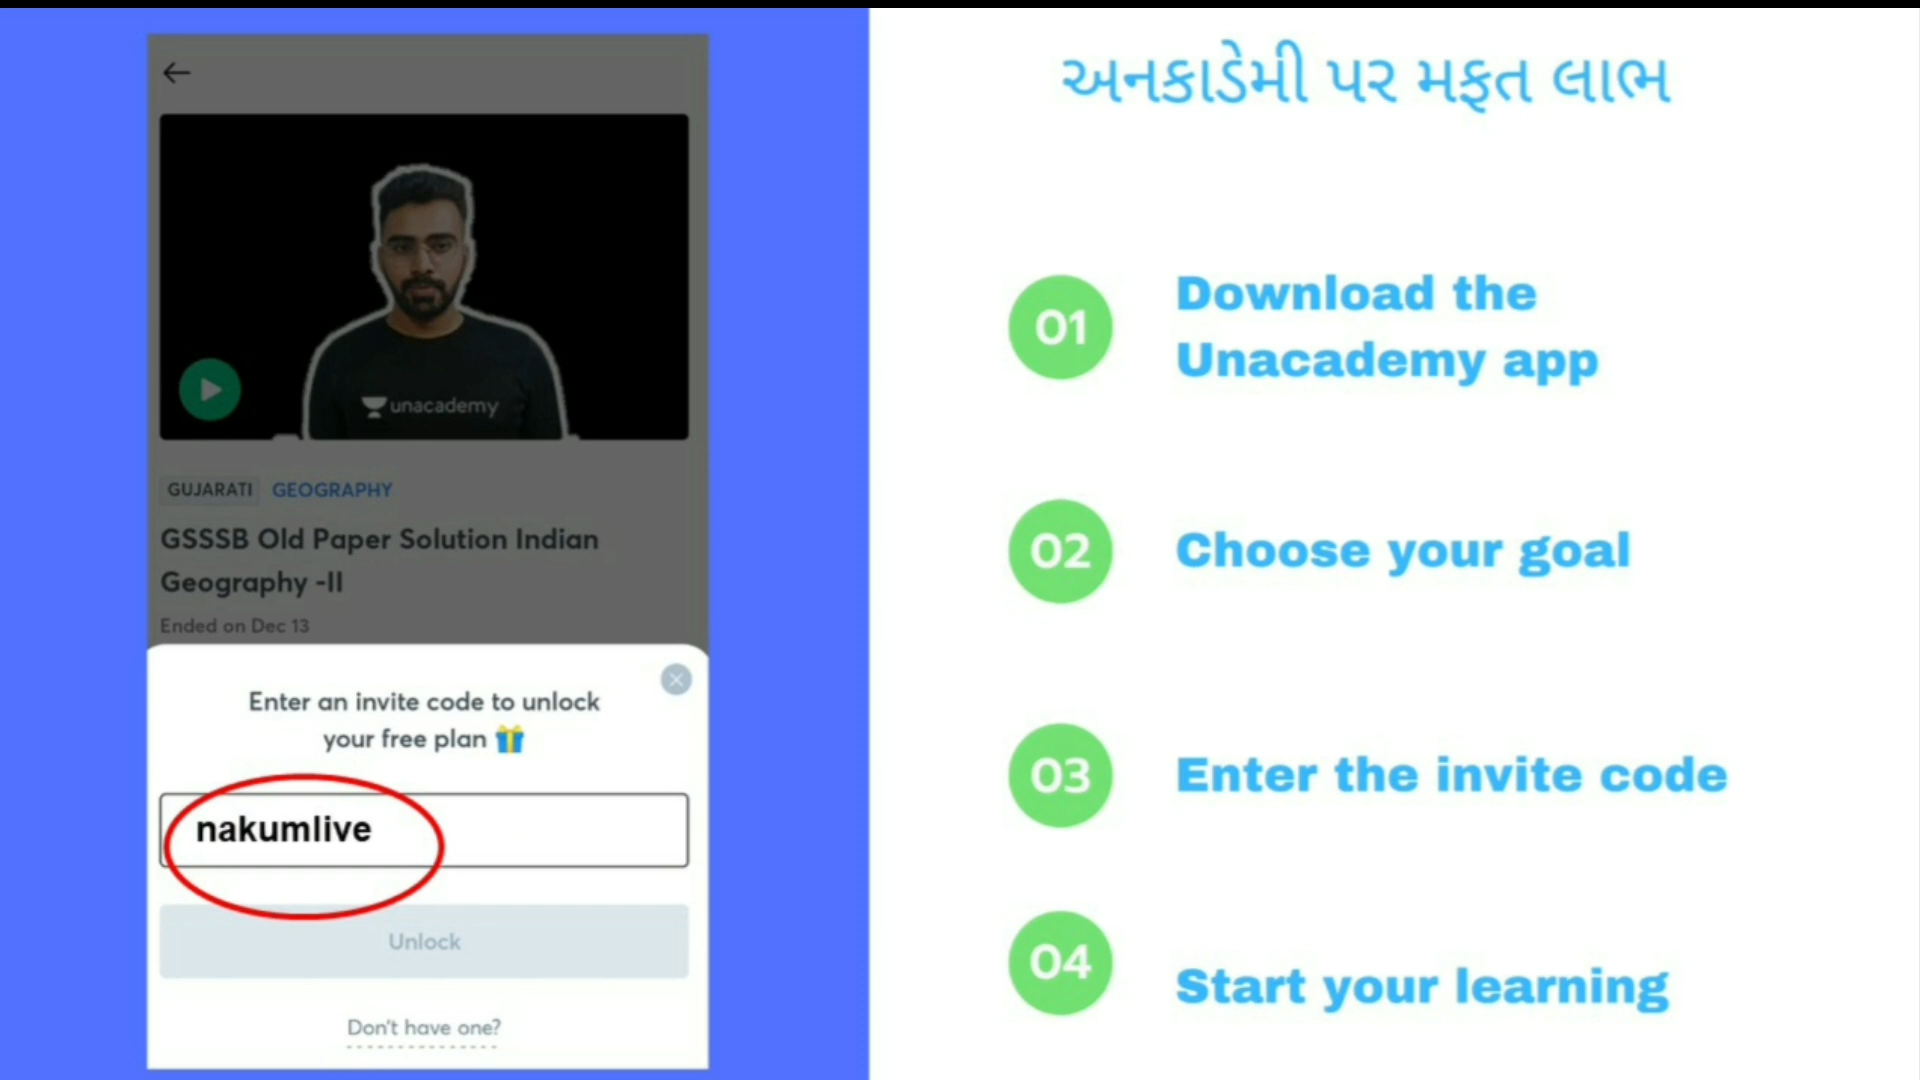 unacademy
GUJARATI GEOGRAPHY
GSSSB Old Paper Solution Indian
Geography -II
Ended on Dec 13
Enter an invite code to unlock
your free plan
nakumlive
Unlock
Don't have one?
અનકાડેમી પર મફત લાભ
01
Download the
Unacademy app
02
Choose your goal
03
Enter the invite code
04
Start your learning